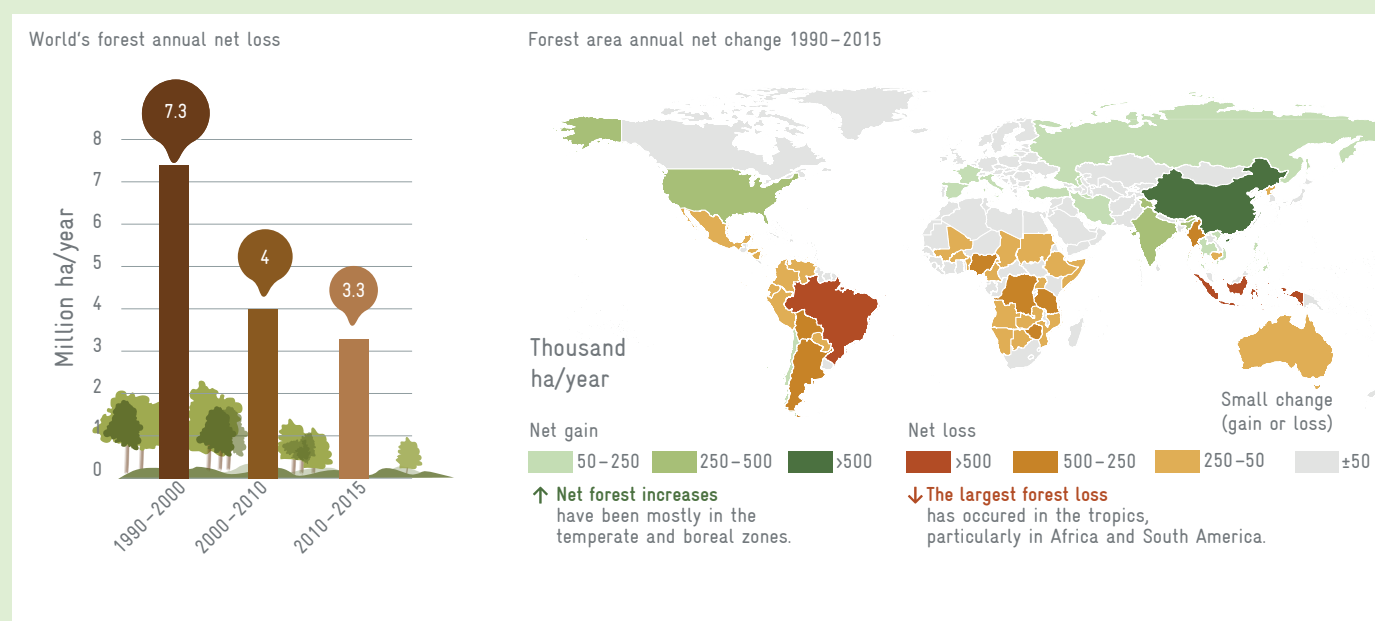 World's forest annual net loss
7.3
4
3.3
Million ha/year
8
7
6
5
4
3
2
1
0
1990–2000
2000–2010
2010–2015
Forest area annual net change 1990–2015
Thousand
ha/year
Small change
(gain or loss)
Net gain
50–250
250–500
>500
Net loss
>500
500–250
250–50
±50
↑ Net forest increases
have been mostly in the
temperate and boreal zones.
↓ The largest forest loss
has occured in the tropics,
particularly in Africa and South America.